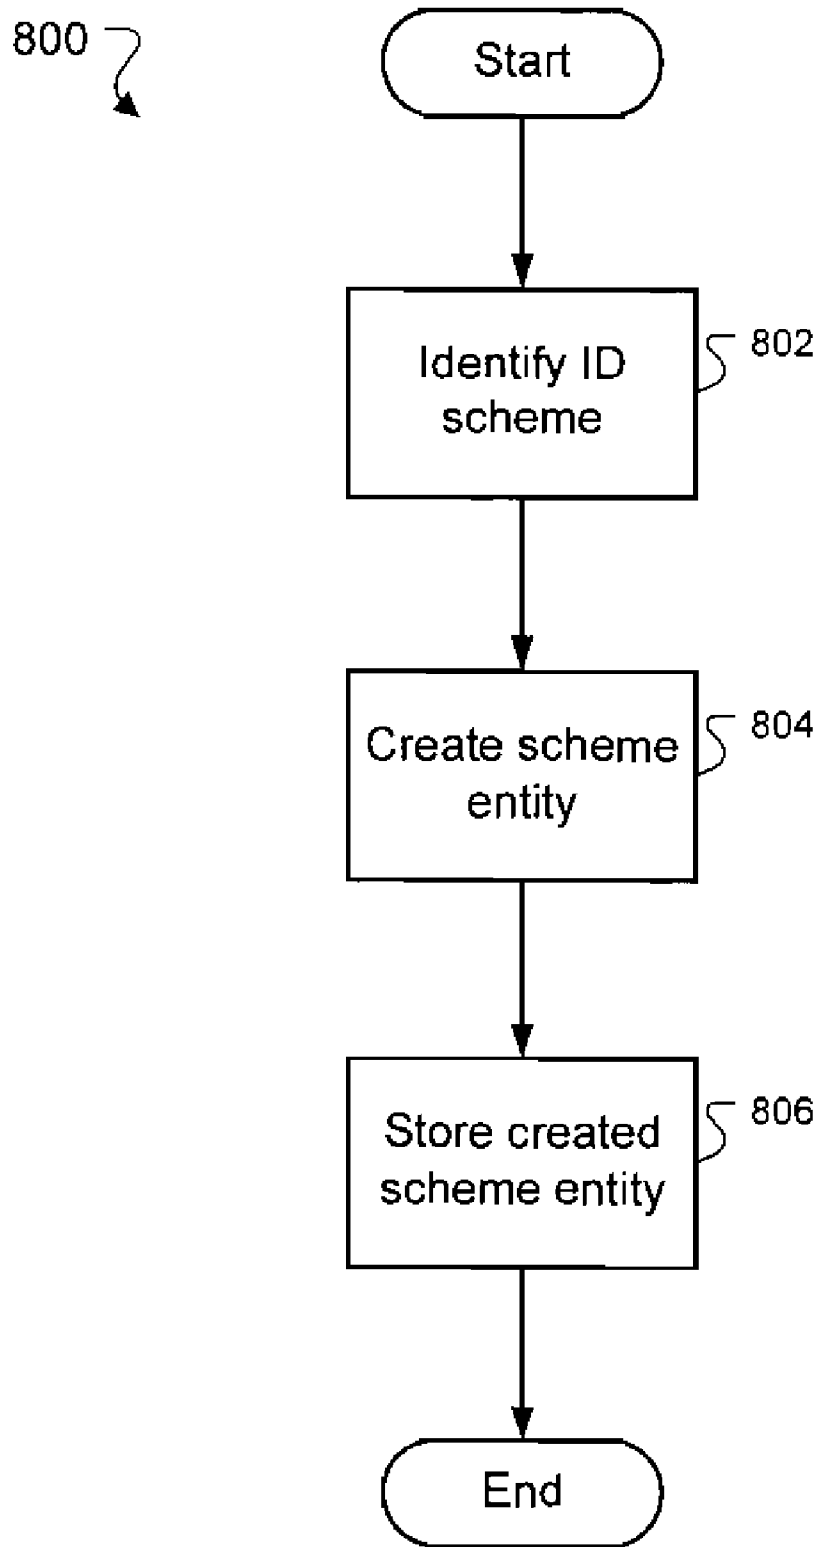 800
Start
Identify ID
scheme
802
Create scheme
entity
804
Store created
scheme entity
806
End